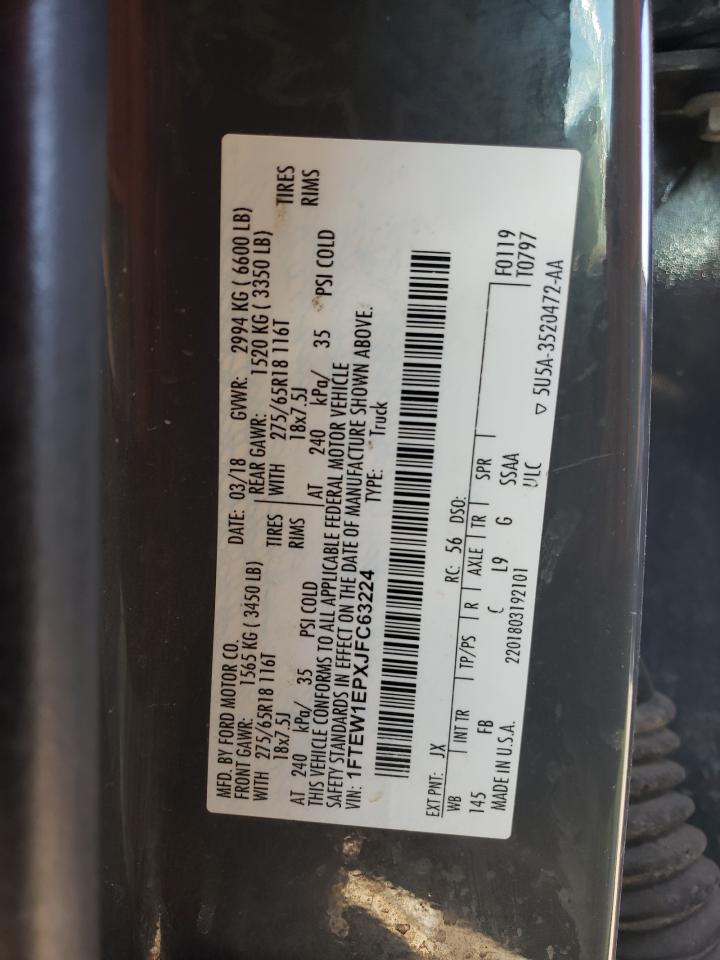 MFD. BY FORD MOTOR CO.
DATE: 03/18 GVWR: 2994 KG ( 6600 LB)
FRONT GAWR: 1565 KG ( 3450 LB) REAR GAWR: 1520 KG ( 3350 LB)
WITH 275/65R18 116T TIRES WITH 275/65R18 116T TIRES
18x7.5J RIMS 18x7.5J RIMS
AT 240 kPa/ 35 PSI COLD AT 240 kPa/ 35 PSI COLD
THIS VEHICLE CONFORMS TO ALL APPLICABLE FEDERAL MOTOR VEHICLE
SAFETY STANDARDS IN EFFECT ON THE DATE OF MANUFACTURE SHOWN ABOVE.
VIN: 1FTEW1EPXJFC63224 TYPE: Truck
EXT PNT: JX RC: 56 DSO: F0119
T0797
WB INT TR TP/PS R AXLE TR SPR
145 FB C L9 G SSAA
MADE IN U.S.A. 2201803192101 ULC
▽ 5U5A-3520472-AA